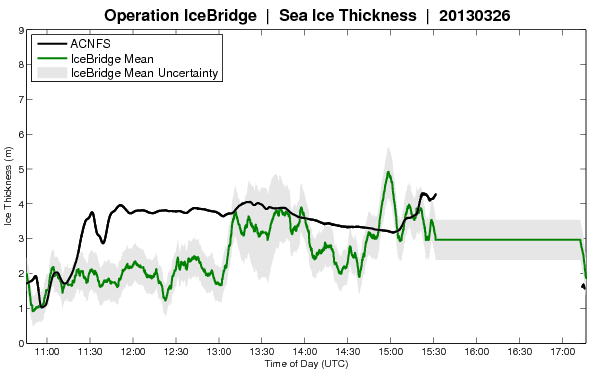 Operation IceBridge | Sea Ice Thickness | 20130326
ACNFS
IceBridge Mean
IceBridge Mean Uncertainty
Ice Thickness (m)
9
8
7
6
5
4
3
2
1
0
11:00 11:30 12:00 12:30 13:00 13:30 14:00 14:30 15:00 15:30 16:00 16:30 17:00
Time of Day (UTC)